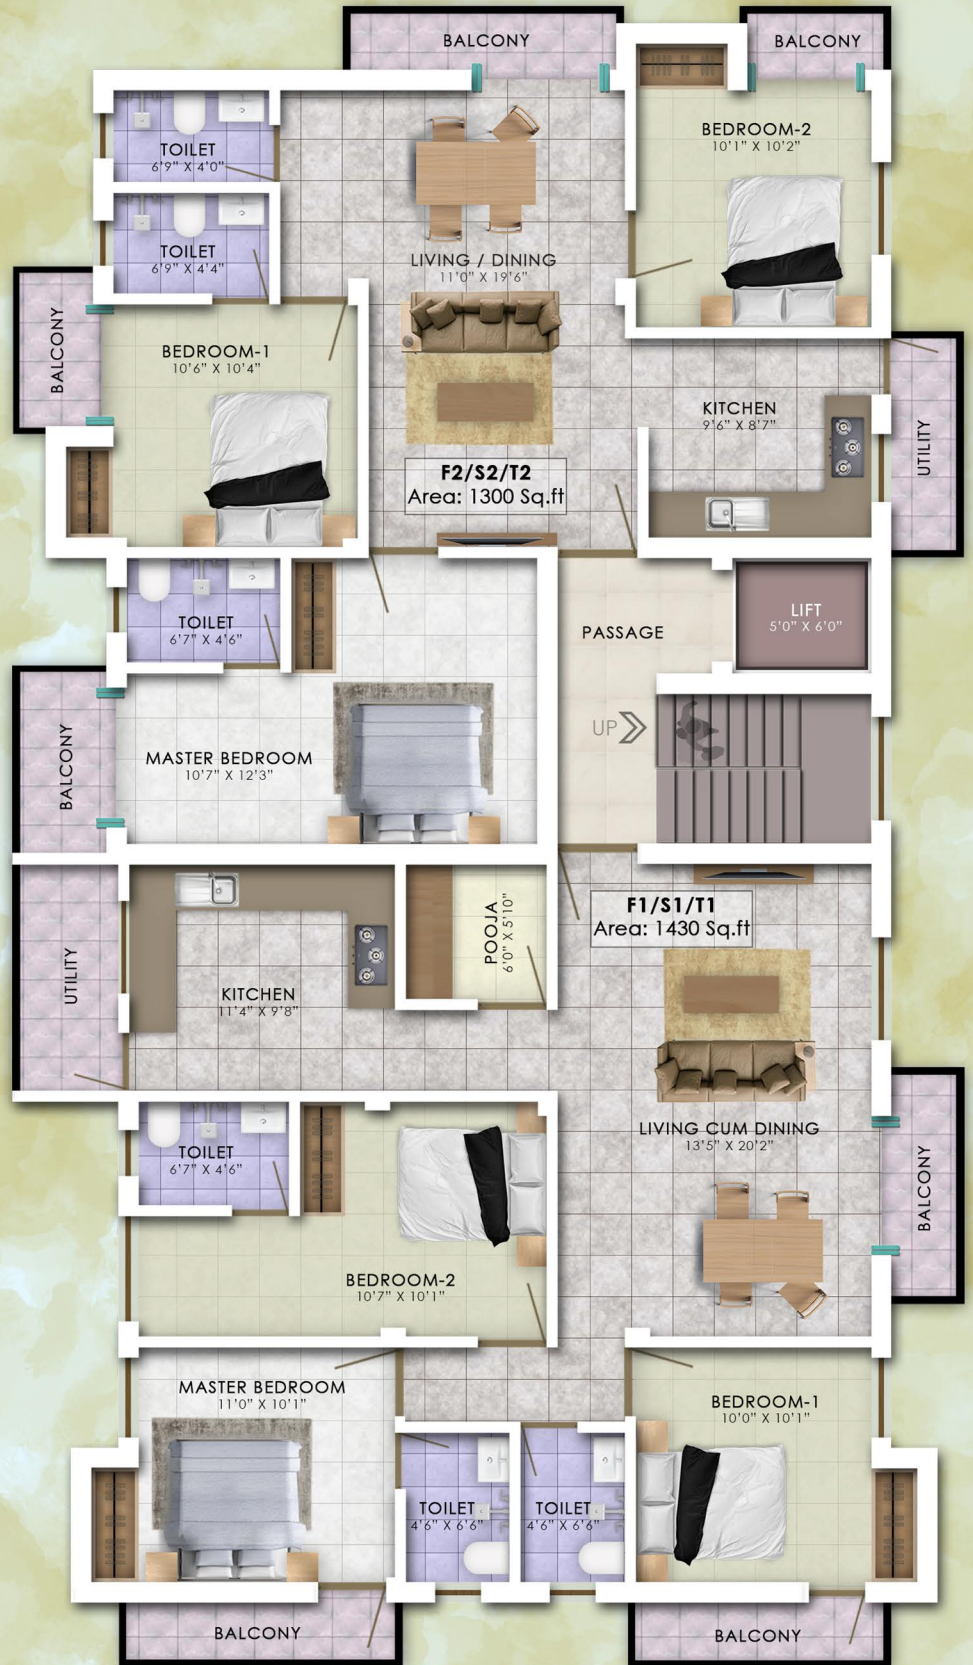 BALCONY
BALCONY
BEDROOM-2
10'1" X 10'2"
TOILET
6'9" X 4'0"
TOILET
6'9" X 4'4"
LIVING / DINING
11'0" X 19'6"
BALCONY
BEDROOM-1
10'6" X 10'4"
KITCHEN
9'6" X 8'7"
UTILITY
F2/S2/T2
Area: 1300 Sq.ft
TOILET
6'7" X 4'6"
PASSAGE
LIFT
5'0" X 6'0"
UP
BALCONY
MASTER BEDROOM
10'7" X 12'3"
F1/S1/T1
Area: 1430 Sq.ft
POOJA
6'0" X 5'10"
UTILITY
KITCHEN
11'4" X 9'8"
LIVING CUM DINING
13'5" X 20'2"
BALCONY
TOILET
6'7" X 4'6"
BEDROOM-2
10'7" X 10'1"
MASTER BEDROOM
11'0" X 10'1"
BEDROOM-1
10'0" X 10'1"
TOILET
4'6" X 6'6"
TOILET
4'6" X 6'6"
BALCONY
BALCONY